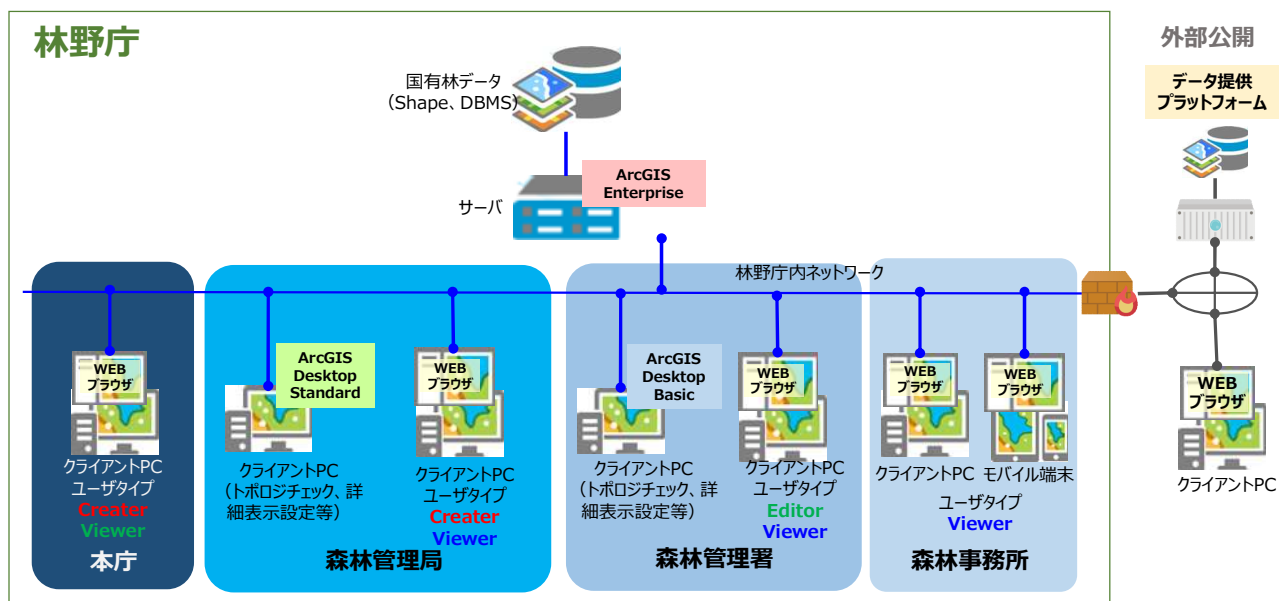 林野庁
外部公開
国有林データ
（Shape、DBMS）
データ提供
プラットフォーム
ArcGIS
Enterprise
サーバ
林野庁内ネットワーク
WEB
ブラウザ
クライアントPC
ユーザタイプ
Creater
Viewer
本庁
ArcGIS
Desktop
Standard
クライアントPC
（トポロジチェック、詳
細表示設定等）
WEB
ブラウザ
クライアントPC
ユーザタイプ
Creater
Viewer
森林管理局
ArcGIS
Desktop
Basic
クライアントPC
（トポロジチェック、詳
細表示設定等）
WEB
ブラウザ
クライアントPC
ユーザタイプ
Editor
Viewer
森林管理署
WEB
ブラウザ
クライアントPC
WEB
ブラウザ
モバイル端末
ユーザタイプ
Viewer
森林事務所
WEB
ブラウザ
クライアントPC